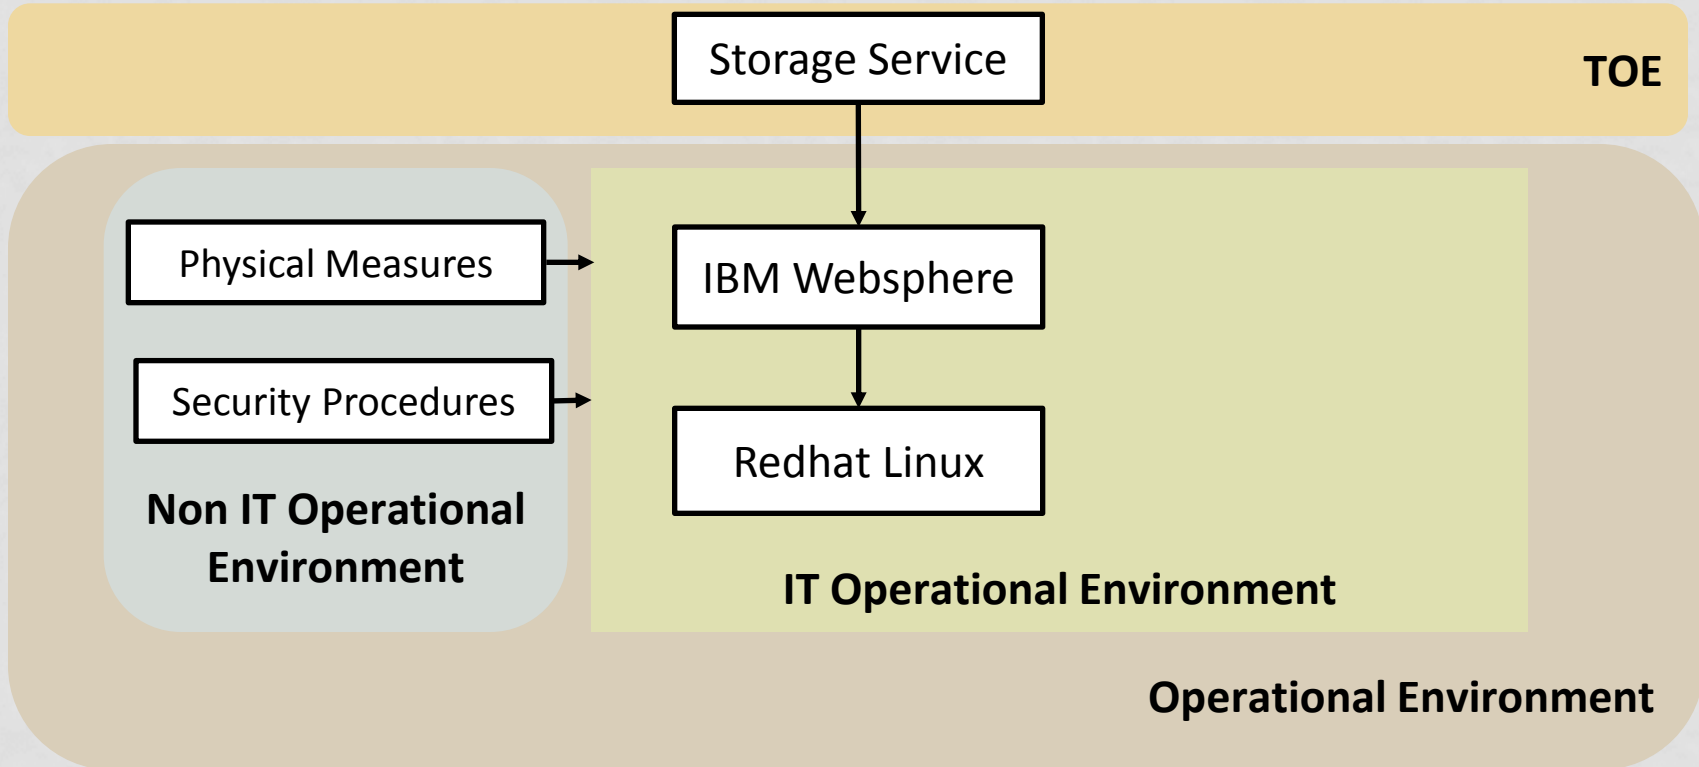 Storage Service
TOE
Physical Measures
IBM Websphere
Security Procedures
Redhat Linux
Non IT Operational
Environment
IT Operational Environment
Operational Environment